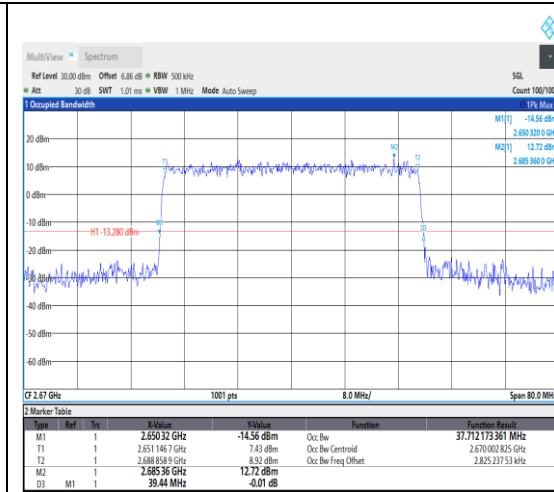 MultiView Spectrum
Ref Level 30.00 dBm Offset 6.86 dB RBW 500 kHz SGL
Att 30 dB SWT 1.01 ms VBW 1 MHz Mode Auto Sweep Count 100/100
1 Occupied Bandwidth 1Pk Max
M1[1] -14.56 dBm
2.650 320 0 GHz
M2[1] 12.72 dBm
2.685 360 0 GHz
20 dBm
M2
T1 T2
10 dBm
0 dBm
-10 dBm
M1 D3
H1 -13.280 dBm
-20 dBm
-30 dBm
-40 dBm
-50 dBm
-60 dBm
CF 2.67 GHz 1001 pts 8.0 MHz/ Span 80.0 MHz
2 Marker Table
Type Ref Trc X-Value Y-Value Function Function Result
M1 1 2.650 32 GHz -14.56 dBm Occ Bw 37.712 173 361 MHz
T1 1 2.651 146 7 GHz 7.43 dBm Occ Bw Centroid 2.670 002 825 GHz
T2 1 2.688 858 9 GHz 8.92 dBm Occ Bw Freq Offset 2.825 237 53 kHz
M2 1 2.685 36 GHz 12.72 dBm
D3 M1 1 39.44 MHz -0.01 dB